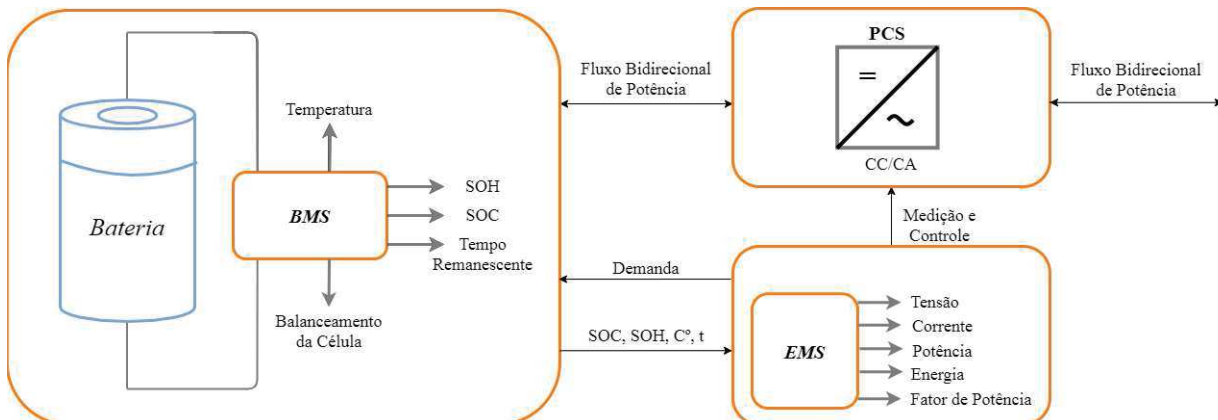 Bateria
BMS
Temperatura
SOH
SOC
Tempo
Remanescente
Balanceamento
da Célula
Fluxo Bidirecional
de Potência
PCS
=
~
CC/CA
Fluxo Bidirecional
de Potência
Medição e
Controle
Demanda
SOC, SOH, Cº, t
EMS
Tensão
Corrente
Potência
Energia
Fator de Potência